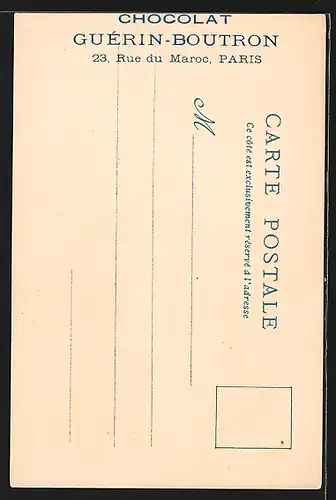 CHOCOLAT
GUÉRIN-BOUTRON
23, Rue du Maroc, PARIS
CARTE POSTALE
Ce côté est exclusivement réservé à l'adresse
M